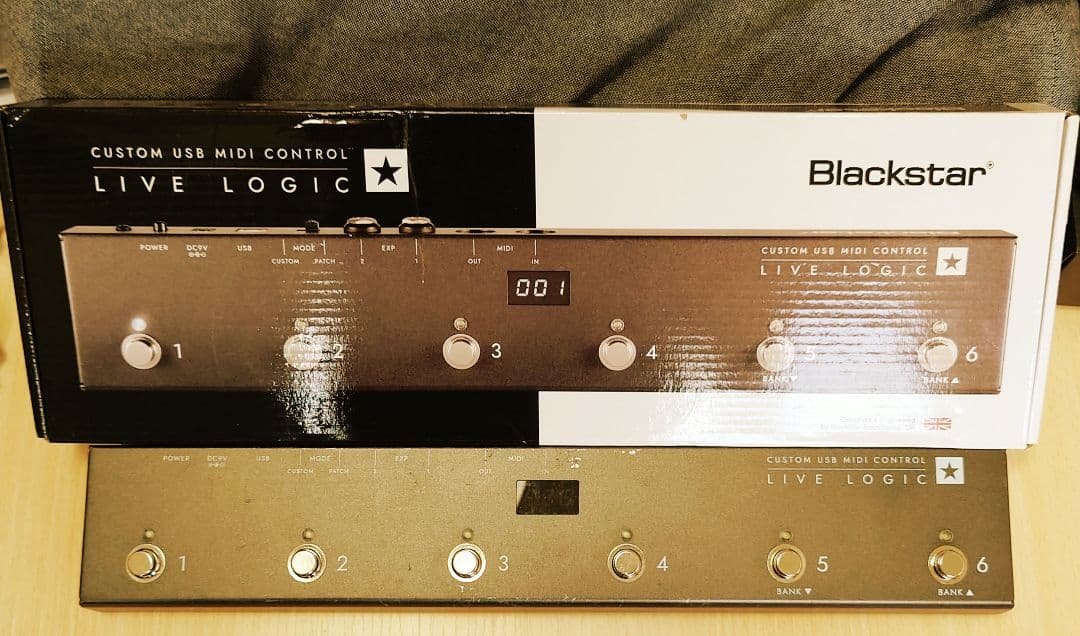 CUSTOM USB MIDI CONTROL
LIVE LOGIC
Blackstar
POWER DC9V USB MODE EXP MIDI
CUSTOM PATCH 2 1 OUT IN
CUSTOM USB MIDI CONTROL
LIVE LOGIC
001
1 2 3 4 5 6
BANK ▼ BANK ▲
POWER DC9V USB MODE EXP MIDI
CUSTOM PATCH 2 1 OUT IN
CUSTOM USB MIDI CONTROL
LIVE LOGIC
1 2 3 4 5 6
BANK ▼ BANK ▲